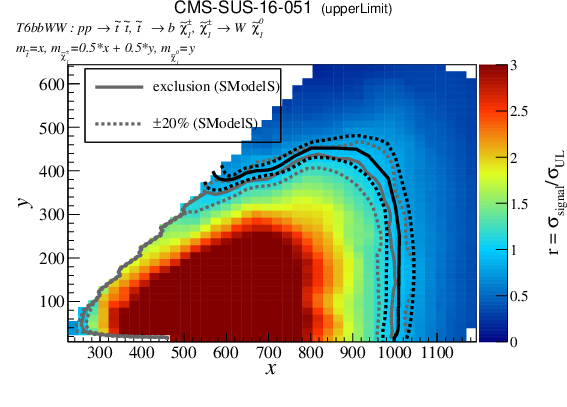 CMS-SUS-16-051 (upperLimit)
T6bbWW : pp → t̃ t̃, t̃ → b χ̃₁±, χ̃₁± → W χ̃₁⁰
m_t̃=x, m_χ̃₁±=0.5*x + 0.5*y, m_χ̃₁⁰=y
exclusion (SModelS)
±20% (SModelS)
600
500
400
300
200
100
y
300 400 500 600 700 800 900 1000 1100
x
3
2.5
2
1.5
1
0.5
0
r = σ_signal/σ_UL